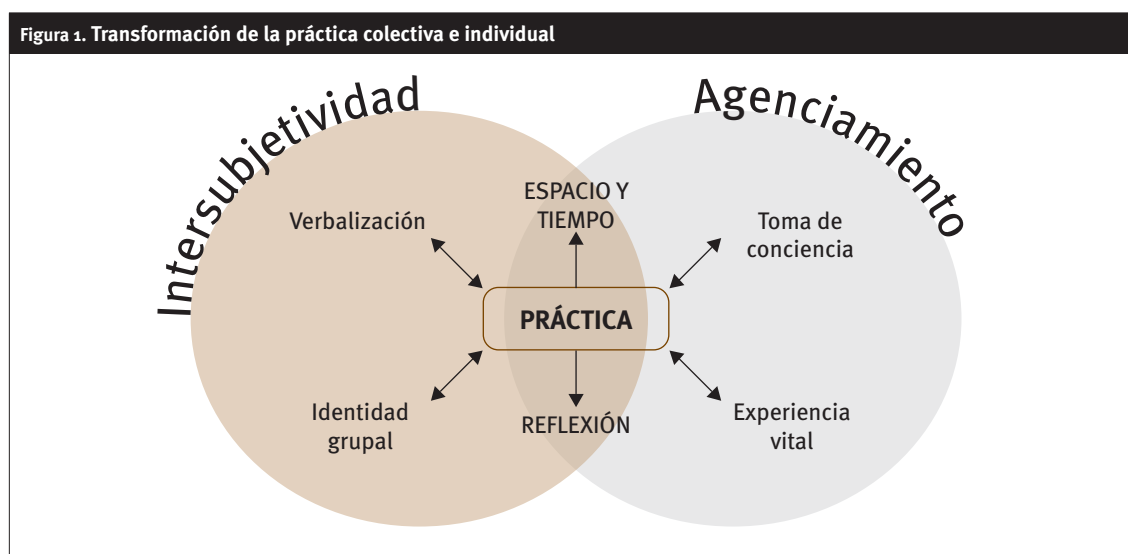 Figura 1. Transformación de la práctica colectiva e individual
Intersubjetividad
Agenciamiento
Verbalización
ESPACIO Y
TIEMPO
Toma de
conciencia
PRÁCTICA
Identidad
grupal
REFLEXIÓN
Experiencia
vital